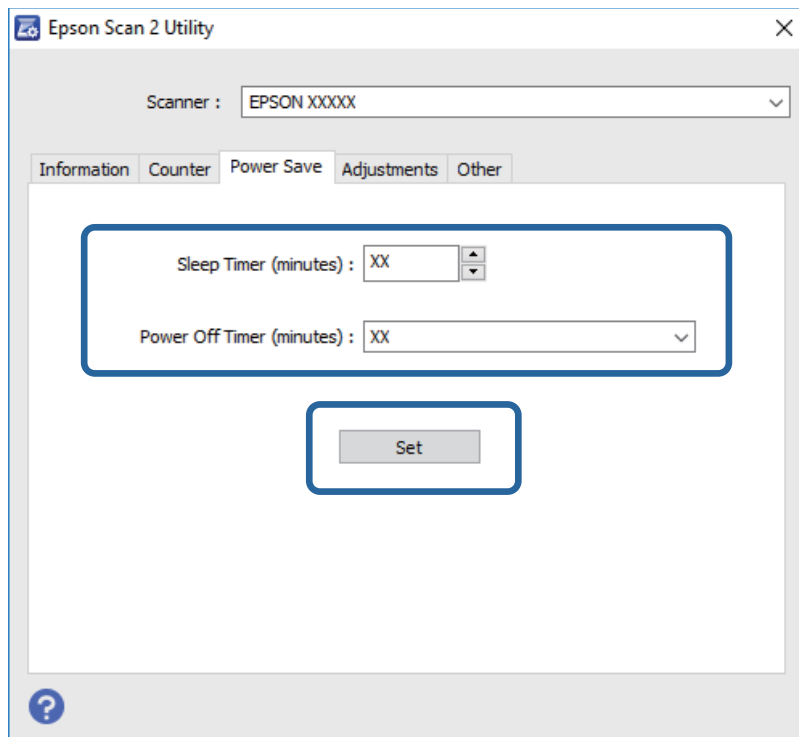 Epson Scan 2 Utility
Scanner : EPSON XXXXX
Information Counter Power Save Adjustments Other
Sleep Timer (minutes) : XX
Power Off Timer (minutes) : XX
Set
?